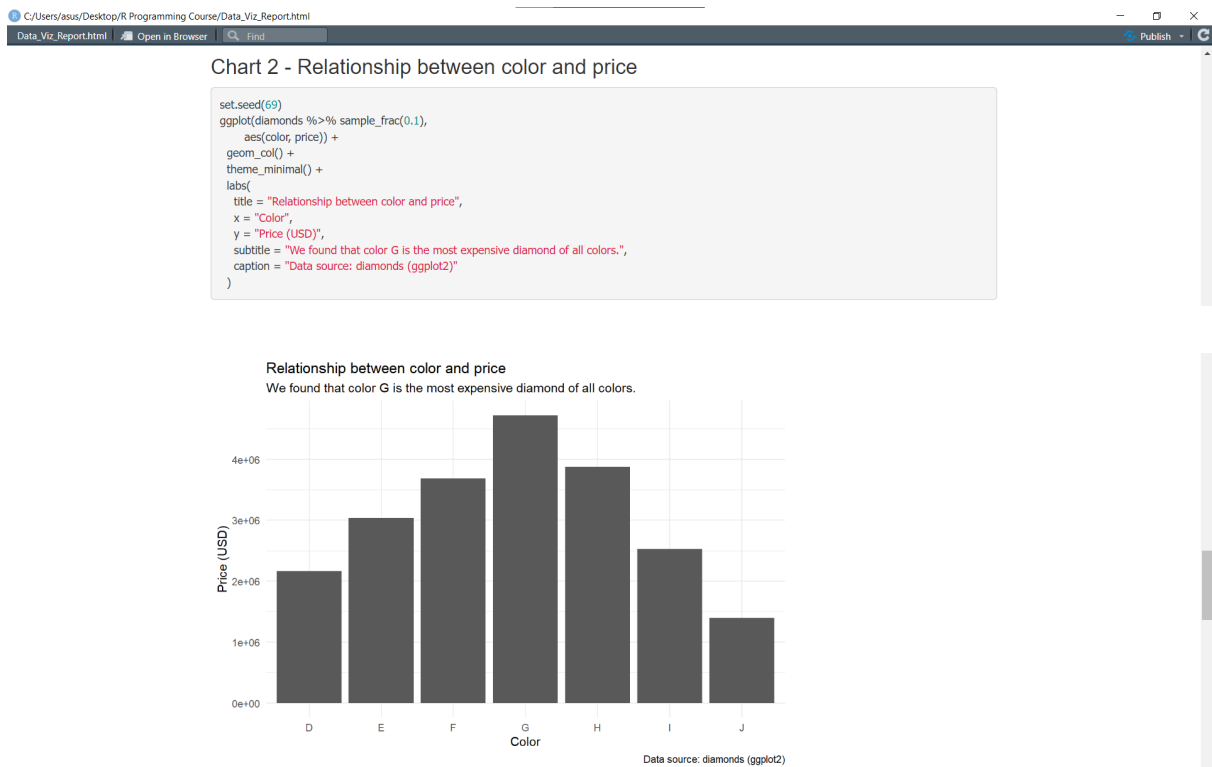 C:/Users/asus/Desktop/R Programming Course/Data_Viz_Report.html
Data_Viz_Report.html Open in Browser Find Publish
Chart 2 - Relationship between color and price
set.seed(69)
ggplot(diamonds %>% sample_frac(0.1),
aes(color, price)) +
geom_col() +
theme_minimal() +
labs(
title = "Relationship between color and price",
x = "Color",
y = "Price (USD)",
subtitle = "We found that color G is the most expensive diamond of all colors.",
caption = "Data source: diamonds (ggplot2)"
)
Relationship between color and price
We found that color G is the most expensive diamond of all colors.
Price (USD)
4e+06
3e+06
2e+06
1e+06
0e+00
D E F G H I J
Color
Data source: diamonds (ggplot2)